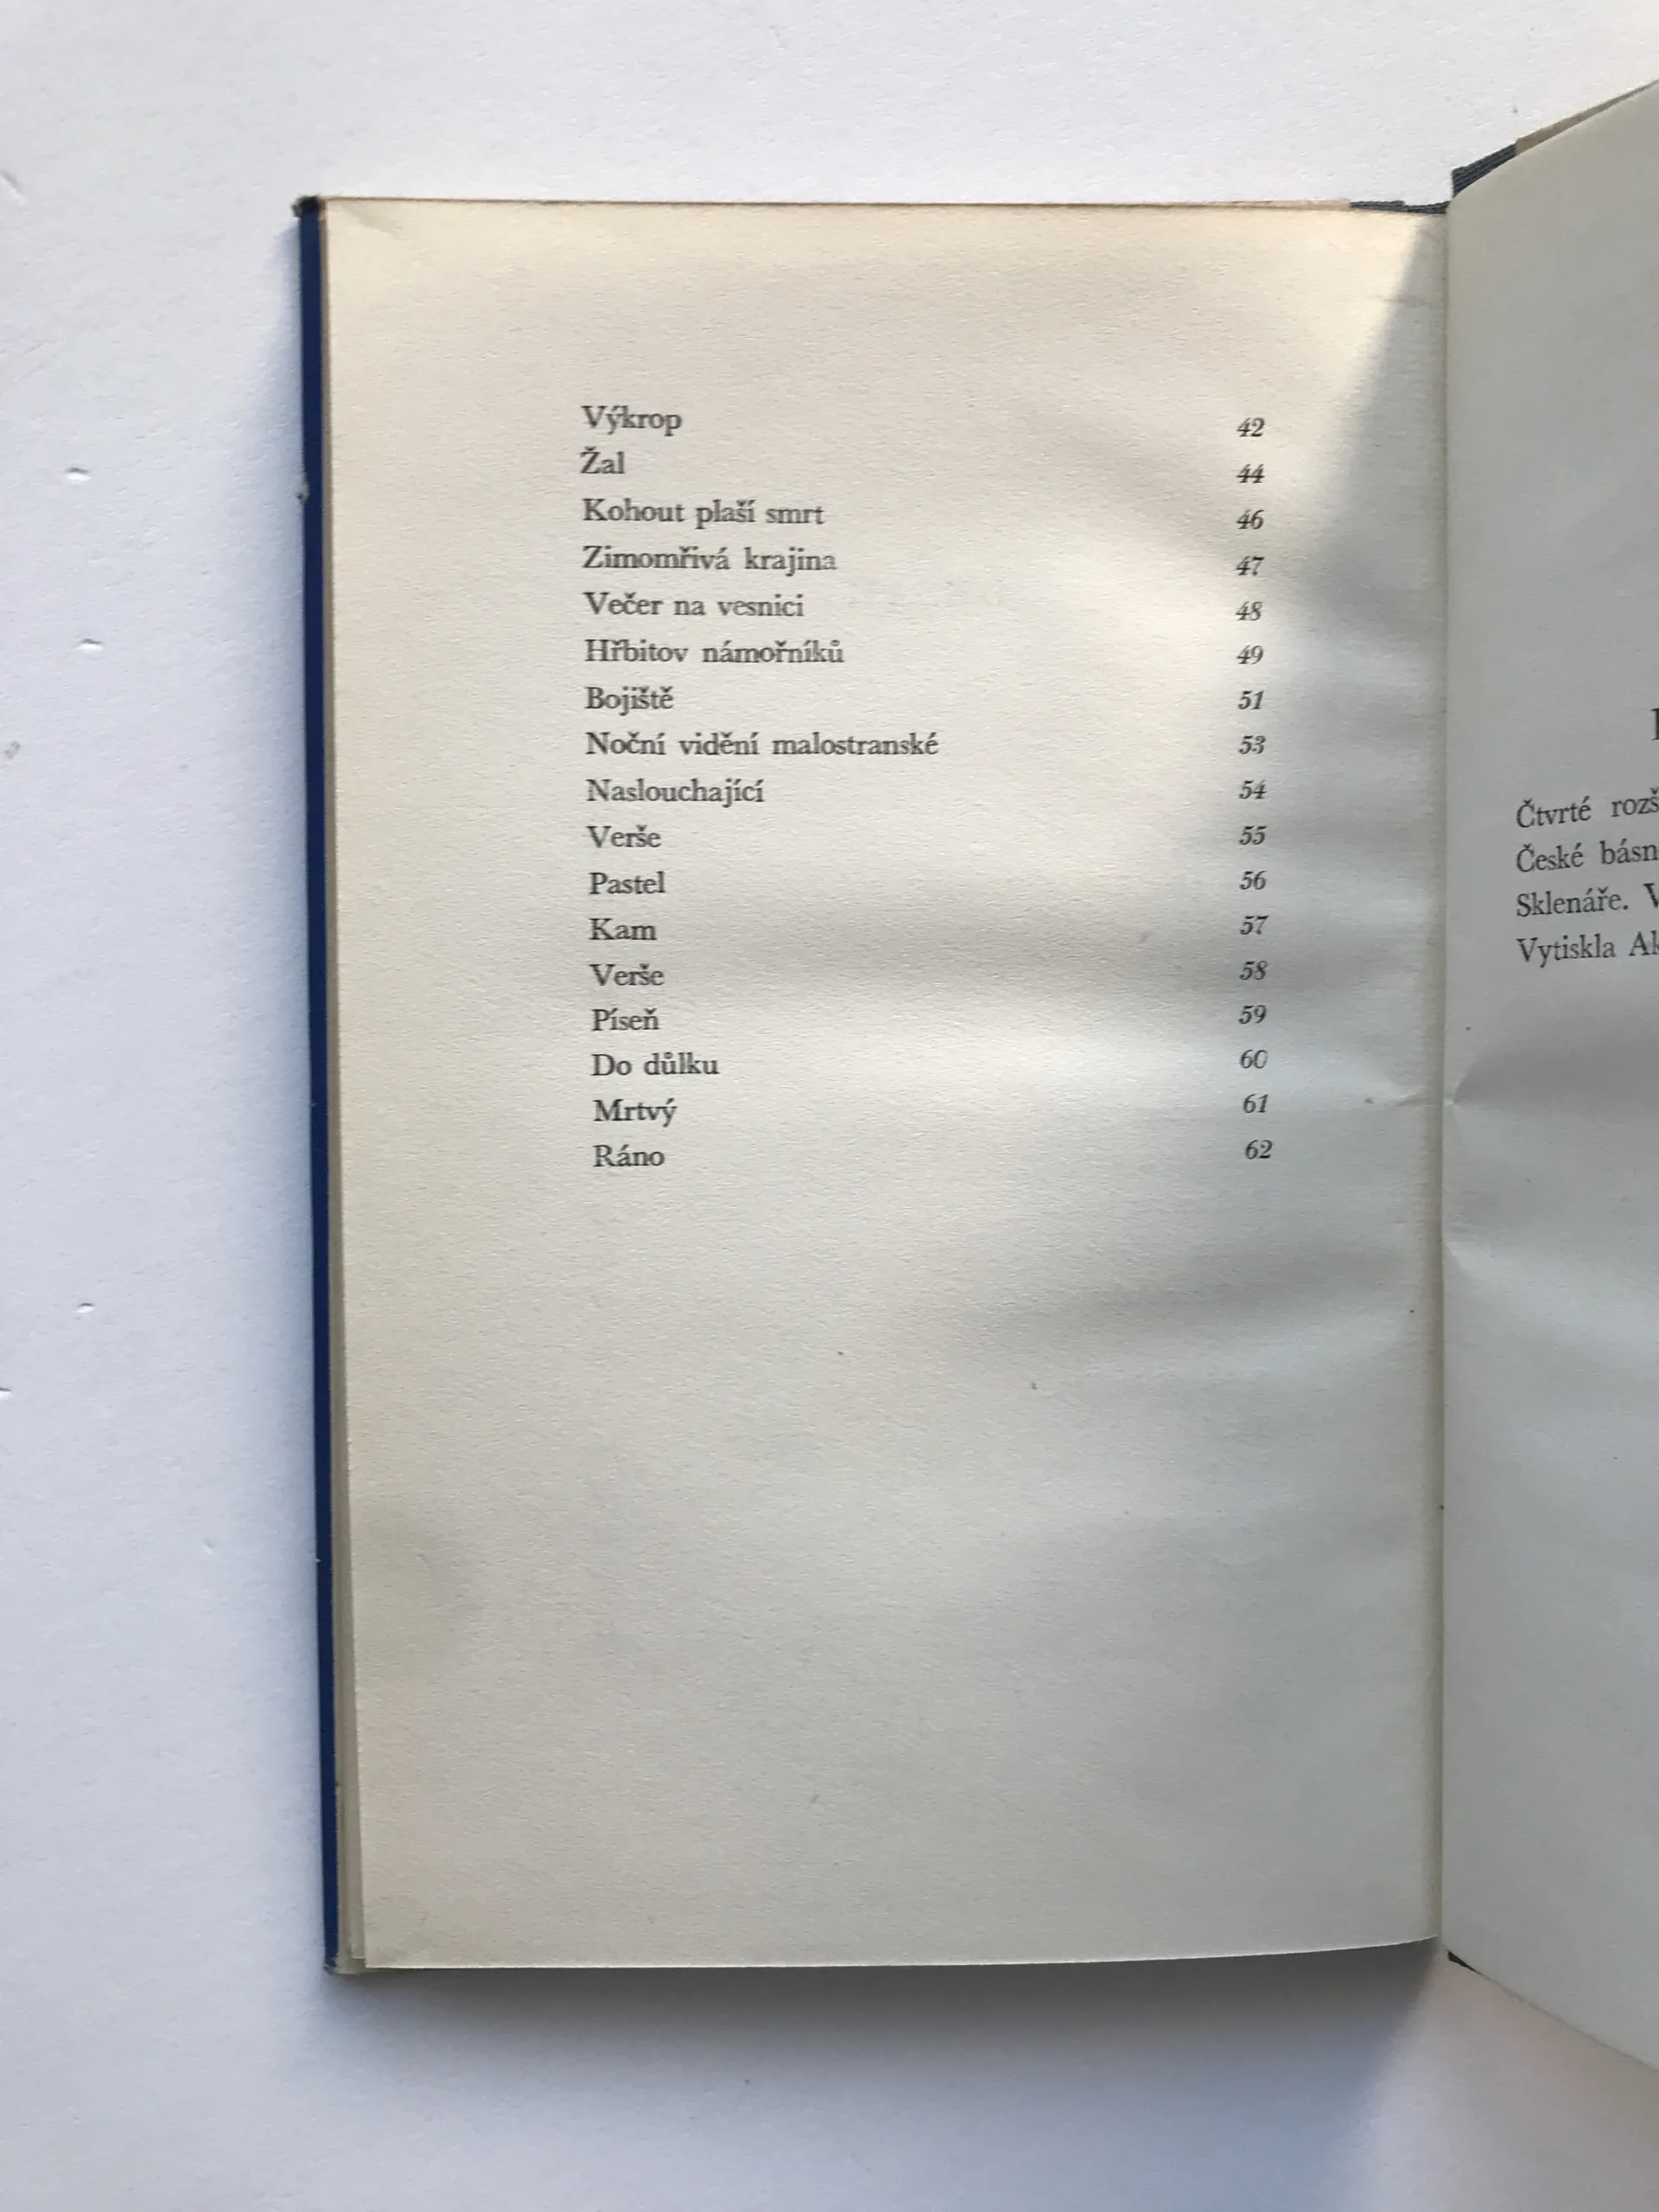 Výkrop 42
Žal 44
Kohout plaší smrt 46
Zimomřivá krajina 47
Večer na vesnici 48
Hřbitov námořníků 49
Bojiště 51
Noční vidění malostranské 53
Naslouchající 54
Verše 55
Pastel 56
Kam 57
Verše 58
Píseň 59
Do důlku 60
Mrtvý 61
Ráno 62
Čtvrté
České
Sklenáře.
Vytiskla